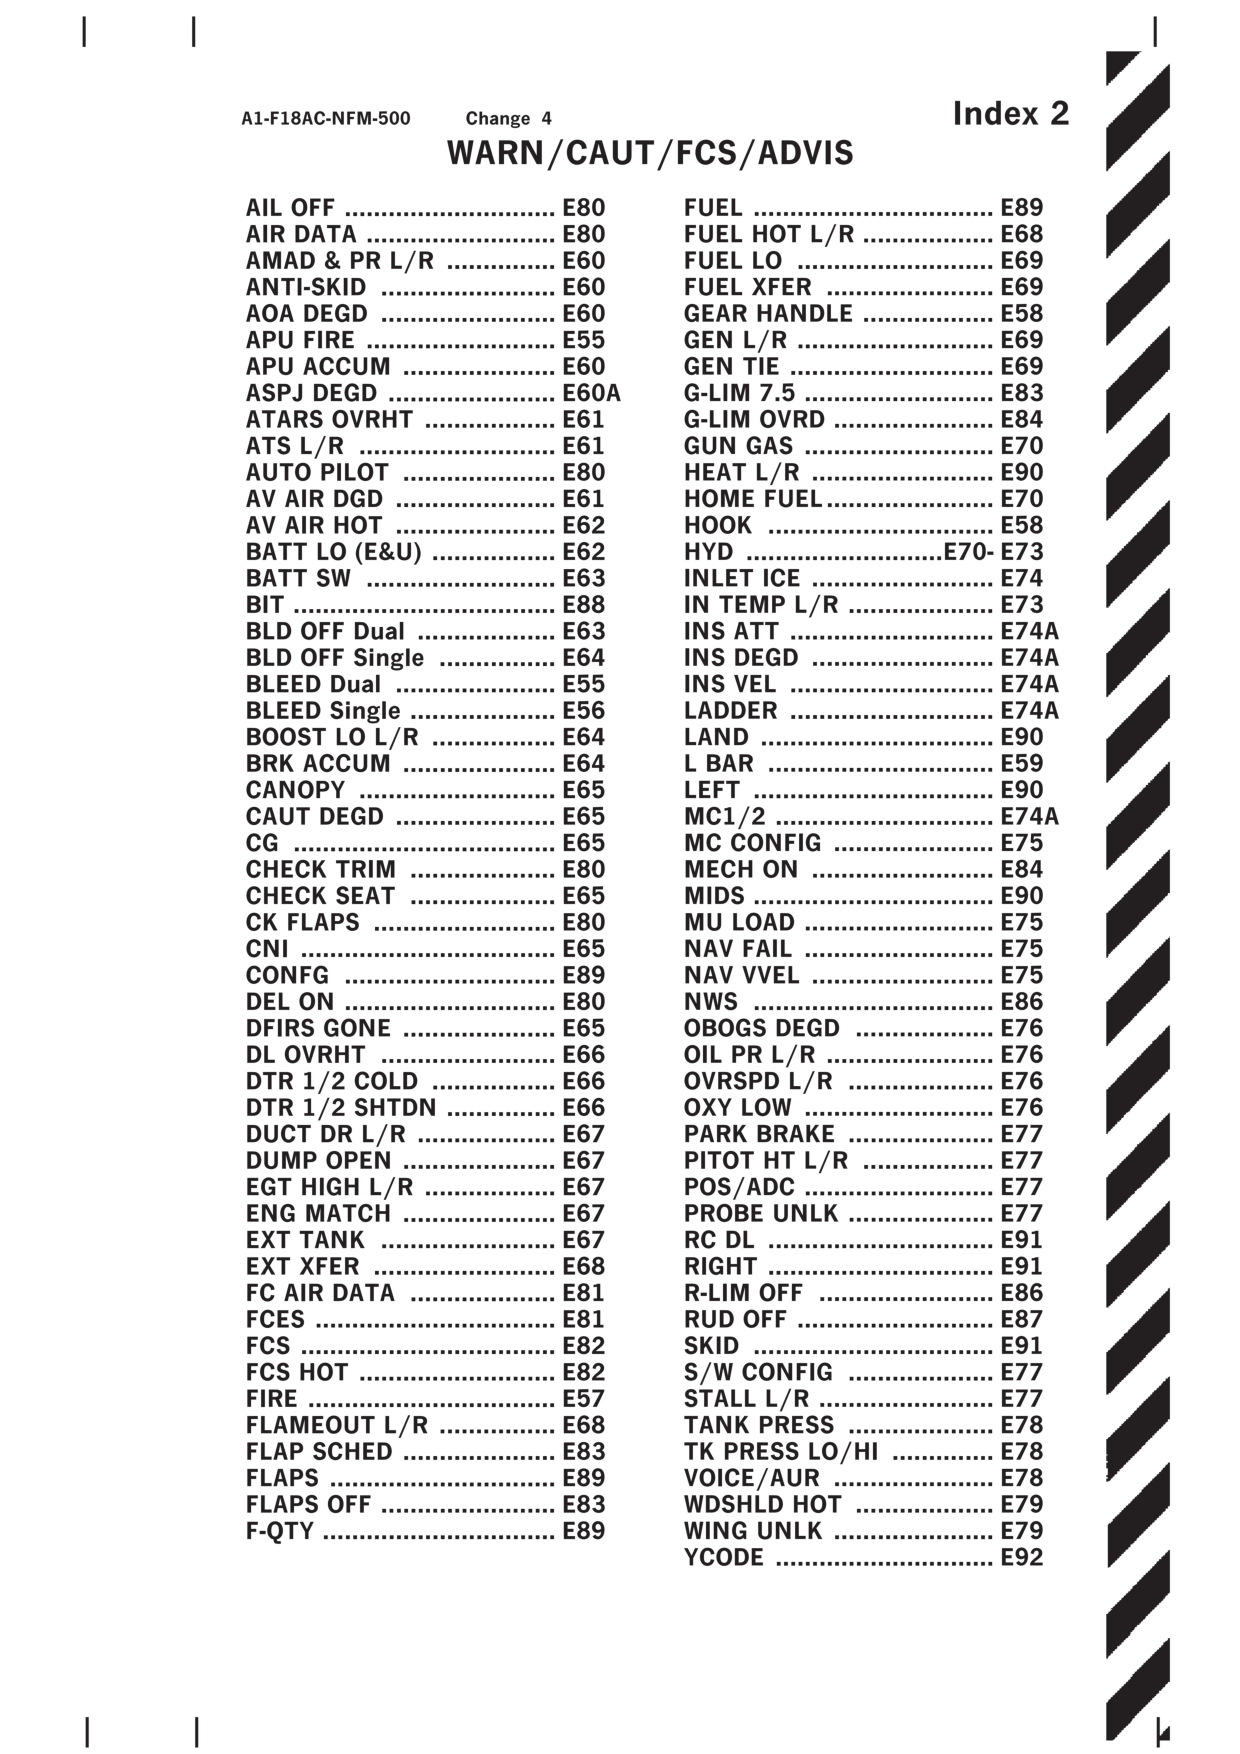 A1-F18AC-NFM-500 Change 4 Index 2
WARN/CAUT/FCS/ADVIS
AIL OFF ............................. E80
AIR DATA .......................... E80
AMAD & PR L/R ............... E60
ANTI-SKID ........................ E60
AOA DEGD ........................ E60
APU FIRE .......................... E55
APU ACCUM ..................... E60
ASPJ DEGD ....................... E60A
ATARS OVRHT .................. E61
ATS L/R ........................... E61
AUTO PILOT ..................... E80
AV AIR DGD ...................... E61
AV AIR HOT ...................... E62
BATT LO (E&U) ................. E62
BATT SW .......................... E63
BIT .................................... E88
BLD OFF Dual ................... E63
BLD OFF Single ................ E64
BLEED Dual ...................... E55
BLEED Single .................... E56
BOOST LO L/R ................. E64
BRK ACCUM ..................... E64
CANOPY ........................... E65
CAUT DEGD ...................... E65
CG .................................... E65
CHECK TRIM .................... E80
CHECK SEAT .................... E65
CK FLAPS ......................... E80
CNI ................................... E65
CONFG ............................. E89
DEL ON ............................. E80
DFIRS GONE ..................... E65
DL OVRHT ........................ E66
DTR 1/2 COLD ................. E66
DTR 1/2 SHTDN ............... E66
DUCT DR L/R ................... E67
DUMP OPEN ..................... E67
EGT HIGH L/R .................. E67
ENG MATCH ..................... E67
EXT TANK ........................ E67
EXT XFER ......................... E68
FC AIR DATA .................... E81
FCES ................................. E81
FCS ................................... E82
FCS HOT ........................... E82
FIRE .................................. E57
FLAMEOUT L/R ................ E68
FLAP SCHED ..................... E83
FLAPS ............................... E89
FLAPS OFF ........................ E83
F-QTY ................................ E89
FUEL ................................. E89
FUEL HOT L/R .................. E68
FUEL LO ........................... E69
FUEL XFER ....................... E69
GEAR HANDLE .................. E58
GEN L/R ........................... E69
GEN TIE ............................ E69
G-LIM 7.5 .......................... E83
G-LIM OVRD ...................... E84
GUN GAS .......................... E70
HEAT L/R ......................... E90
HOME FUEL....................... E70
HOOK ............................... E58
HYD ...........................E70- E73
INLET ICE ......................... E74
IN TEMP L/R .................... E73
INS ATT ............................ E74A
INS DEGD ......................... E74A
INS VEL ............................ E74A
LADDER ............................ E74A
LAND ................................ E90
L BAR ............................... E59
LEFT ................................. E90
MC1/2 .............................. E74A
MC CONFIG ...................... E75
MECH ON ......................... E84
MIDS ................................. E90
MU LOAD .......................... E75
NAV FAIL .......................... E75
NAV VVEL ......................... E75
NWS ................................. E86
OBOGS DEGD ................... E76
OIL PR L/R ....................... E76
OVRSPD L/R .................... E76
OXY LOW .......................... E76
PARK BRAKE .................... E77
PITOT HT L/R .................. E77
POS/ADC .......................... E77
PROBE UNLK .................... E77
RC DL ............................... E91
RIGHT ............................... E91
R-LIM OFF ........................ E86
RUD OFF ........................... E87
SKID ................................. E91
S/W CONFIG .................... E77
STALL L/R ........................ E77
TANK PRESS .................... E78
TK PRESS LO/HI .............. E78
VOICE/AUR ....................... E78
WDSHLD HOT ................... E79
WING UNLK ...................... E79
YCODE .............................. E92